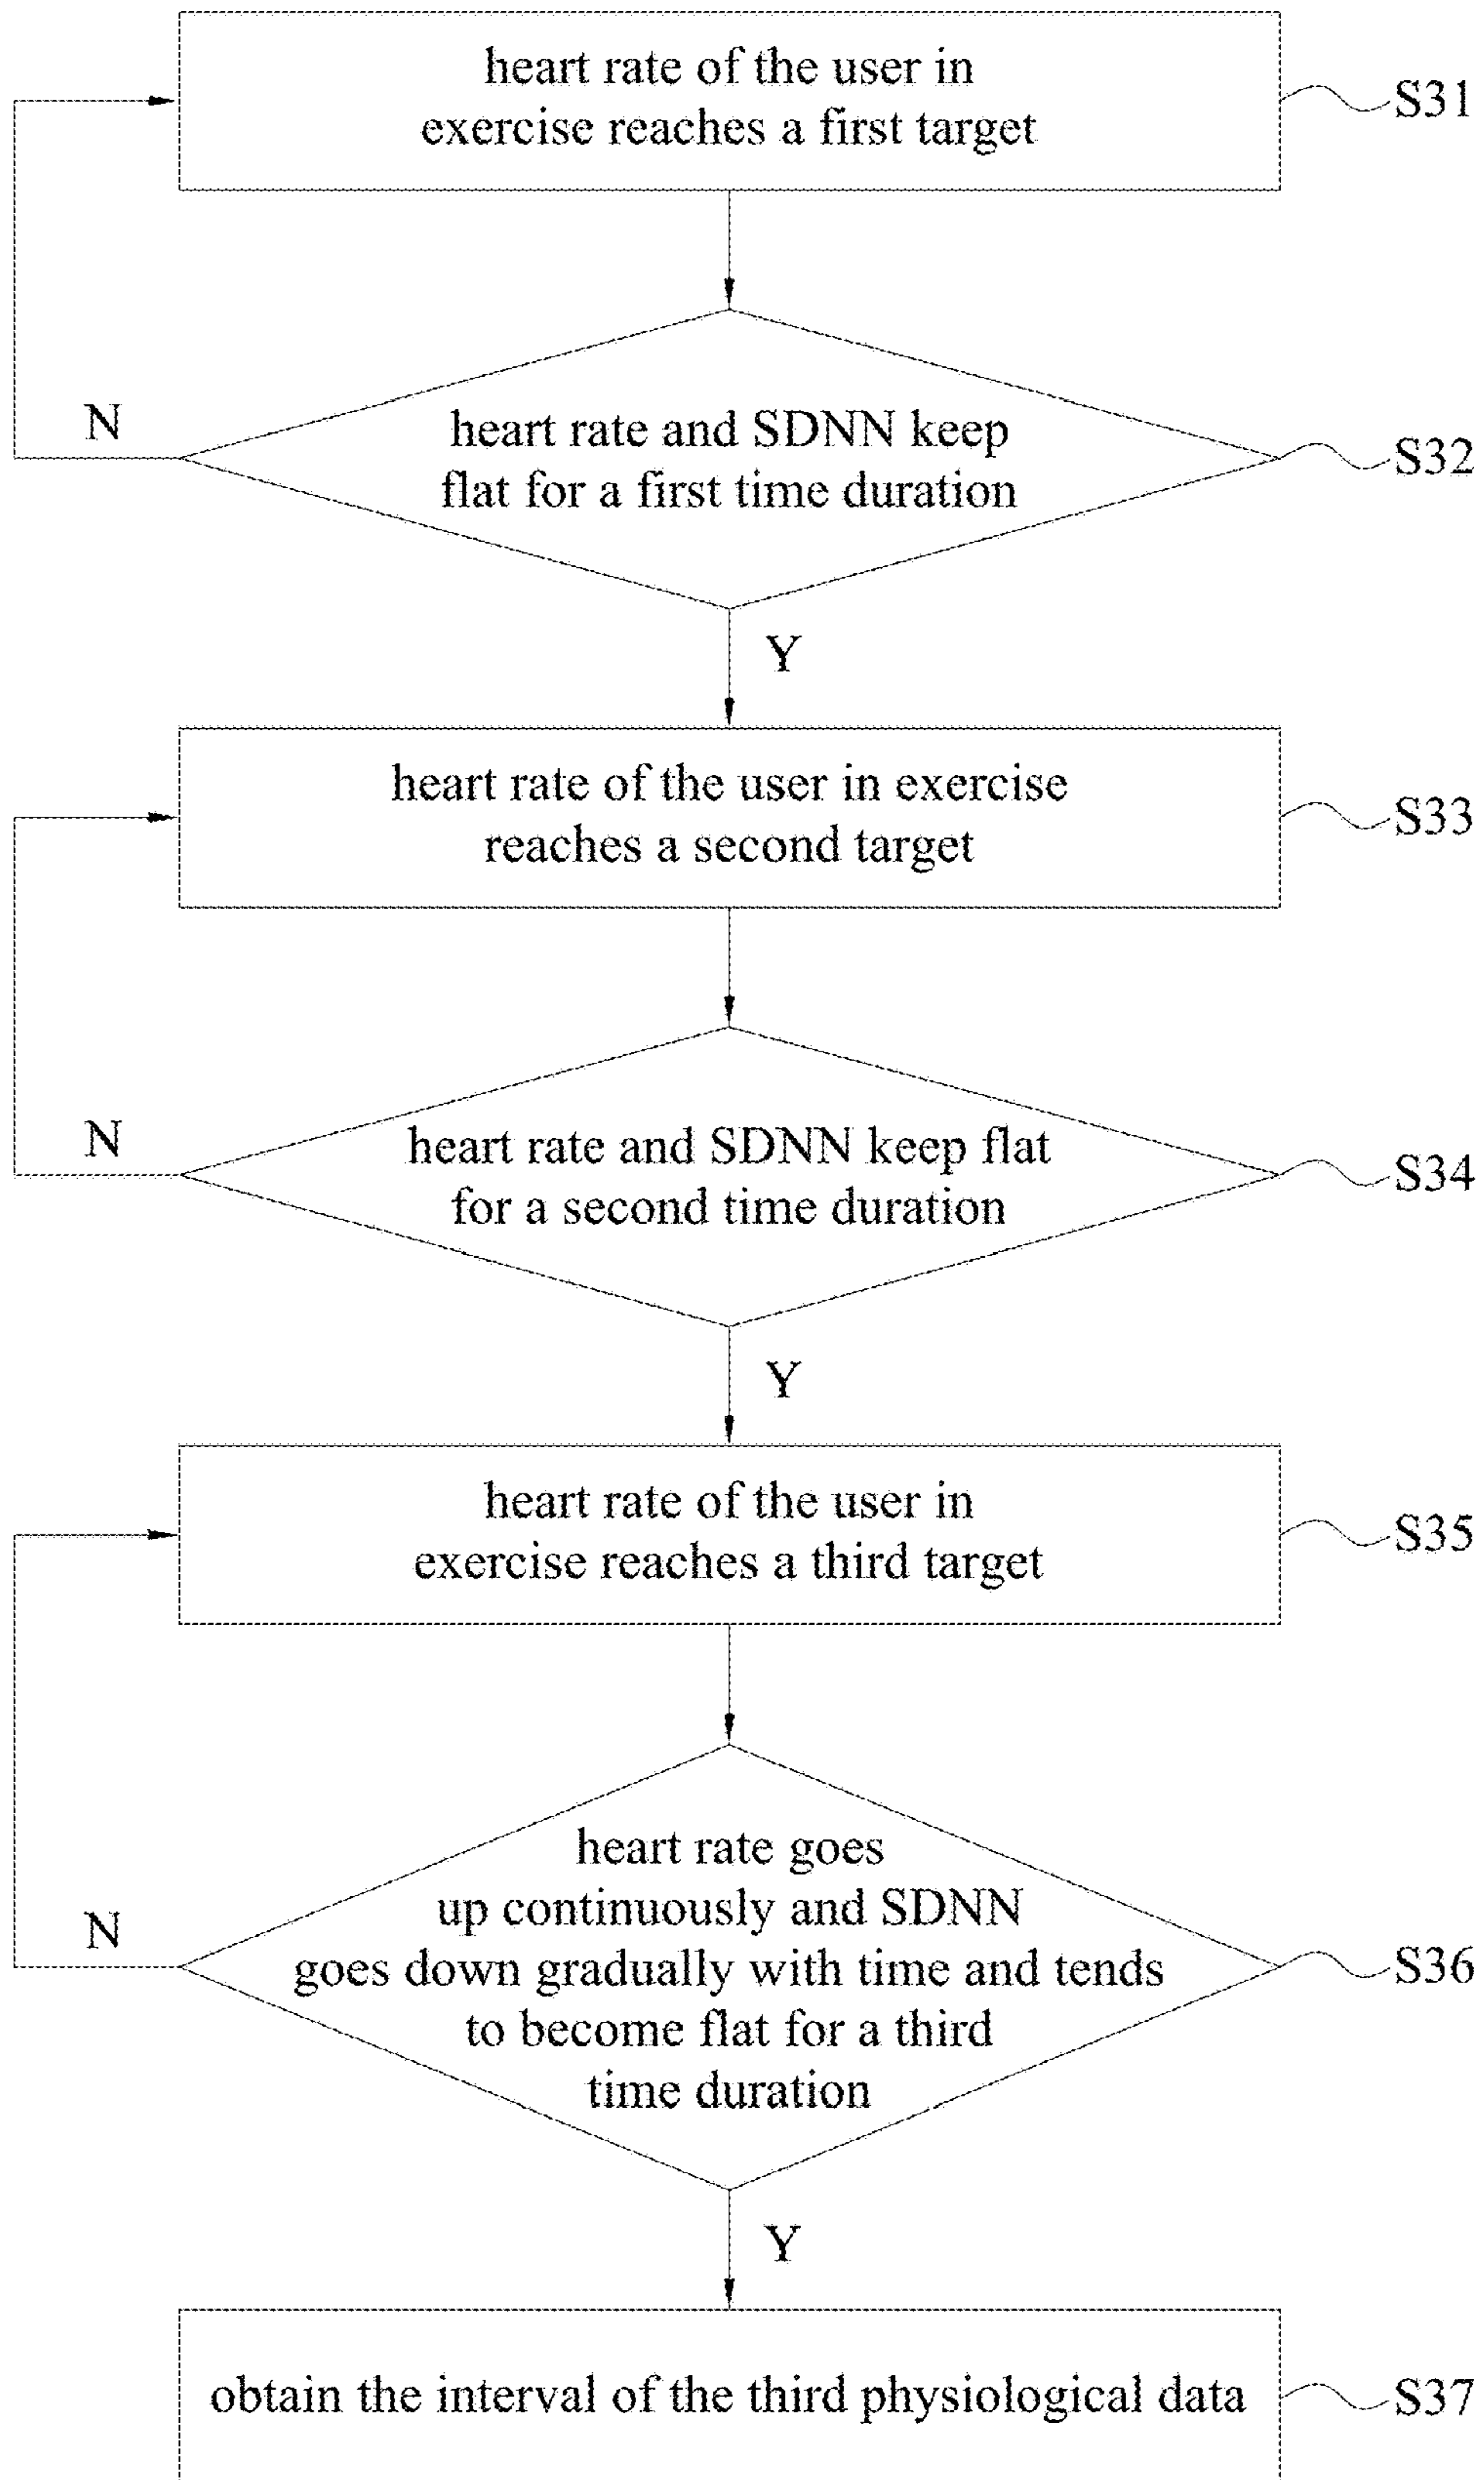 heart rate of the user in
exercise reaches a first target
S31
heart rate and SDNN keep
flat for a first time duration
S32
N
Y
heart rate of the user in exercise
reaches a second target
S33
heart rate and SDNN keep flat
for a second time duration
S34
N
Y
heart rate of the user in
exercise reaches a third target
S35
heart rate goes
up continuously and SDNN
goes down gradually with time and tends
to become flat for a third
time duration
S36
N
Y
obtain the interval of the third physiological data
S37